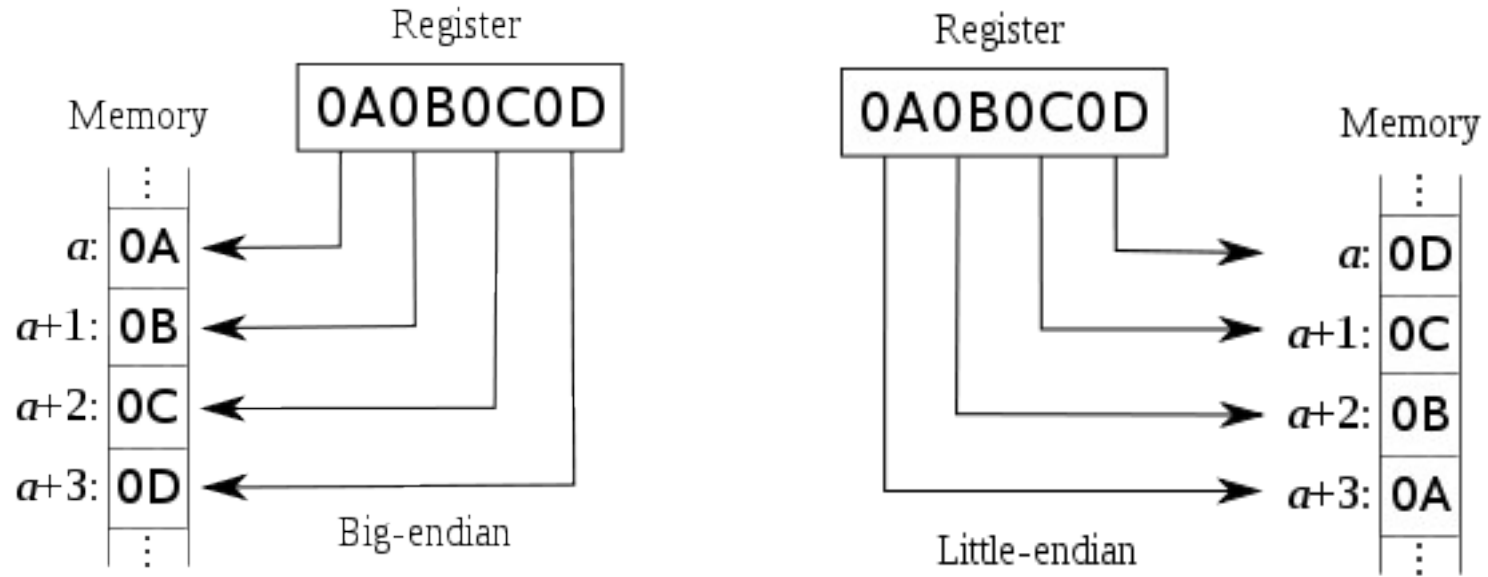 Register
0A0B0C0D
Memory
a: 0A
a+1: 0B
a+2: 0C
a+3: 0D
Big-endian
Register
0A0B0C0D
Memory
a: 0D
a+1: 0C
a+2: 0B
a+3: 0A
Little-endian